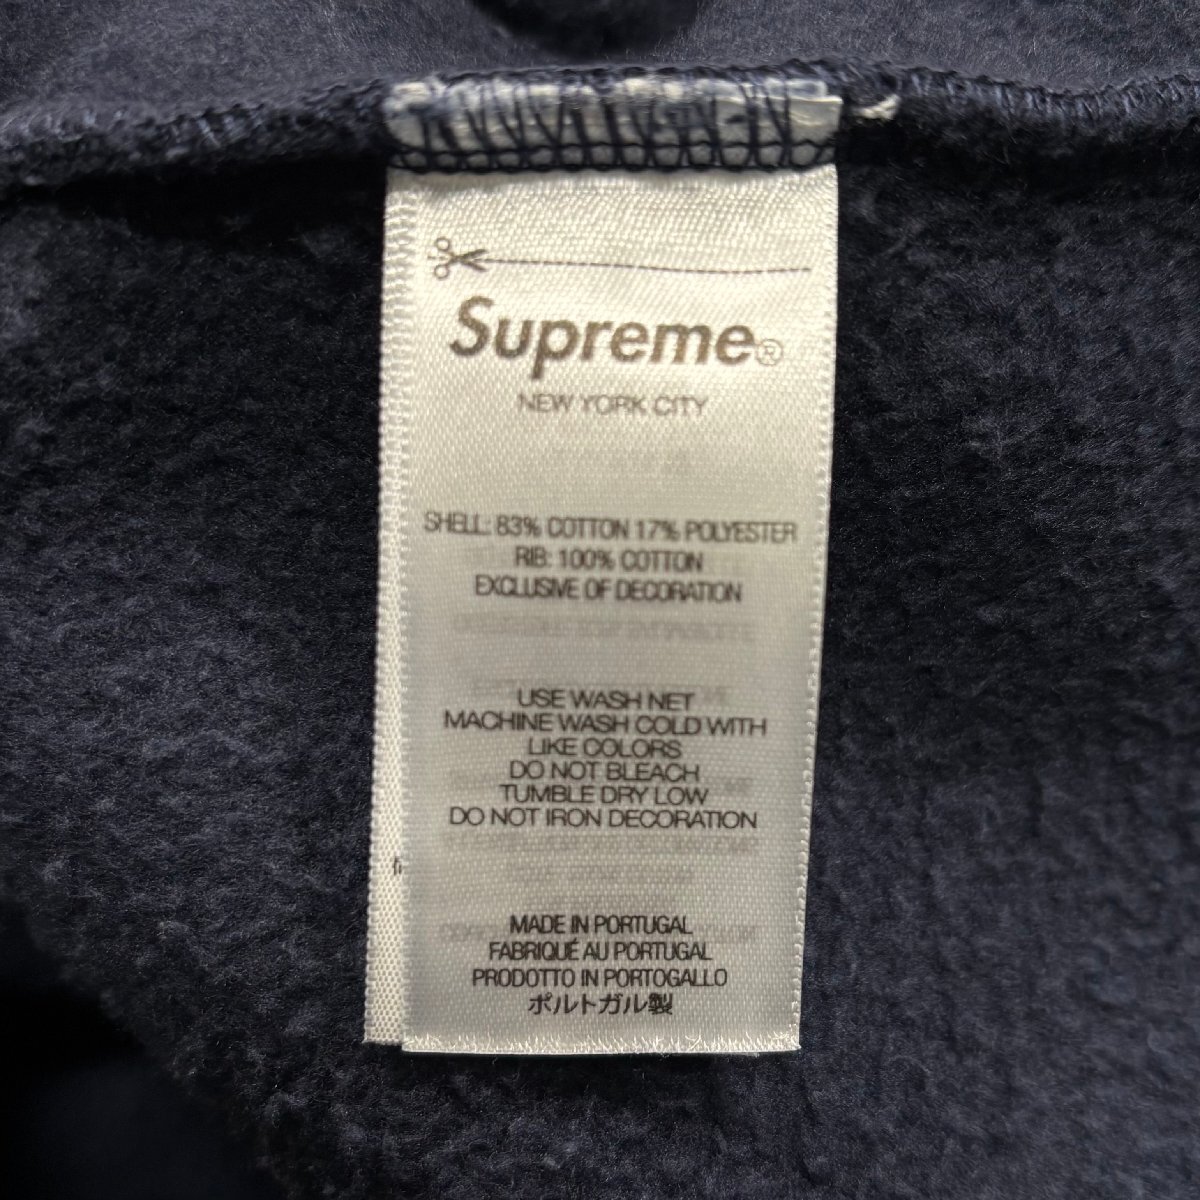 Supreme®
NEW YORK CITY
SHELL: 83% COTTON 17% POLYESTER
RIB: 100% COTTON
EXCLUSIVE OF DECORATION
USE WASH NET
MACHINE WASH COLD WITH
LIKE COLORS
DO NOT BLEACH
TUMBLE DRY LOW
DO NOT IRON DECORATION
MADE IN PORTUGAL
FABRIQUÉ AU PORTUGAL
PRODOTTO IN PORTOGALLO
ポルトガル製